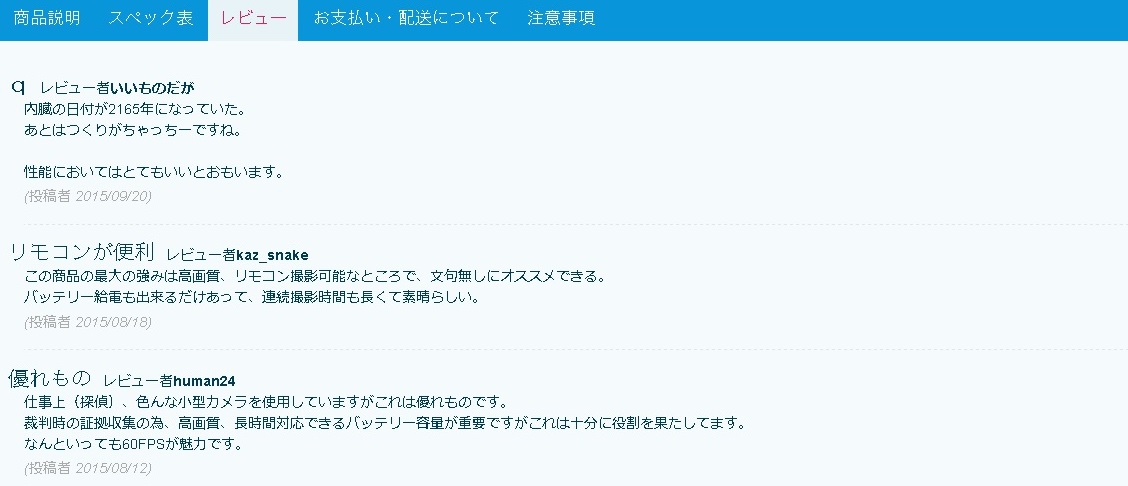 商品説明 スペック表 レビュー お支払い・配送について 注意事項
q レビュー者いいものだが
内臓の日付が2165年になっていた。
あとはつくりがちゃっちーですね。
性能においてはとてもいいとおもいます。
(投稿者 2015/09/20)
リモコンが便利 レビュー者kaz_snake
この商品の最大の強みは高画質、リモコン撮影可能なところで、文句無しにオススメできる。
バッテリー給電も出来るだけあって、連続撮影時間も長くて素晴らしい。
(投稿者 2015/08/18)
優れもの レビュー者human24
仕事上（探偵）、色んな小型カメラを使用していますがこれは優れものです。
裁判時の証拠収集の為、高画質、長時間対応できるバッテリー容量が重要ですがこれは十分に役割を果たしてます。
なんといっても60FPSが魅力です。
(投稿者 2015/08/12)